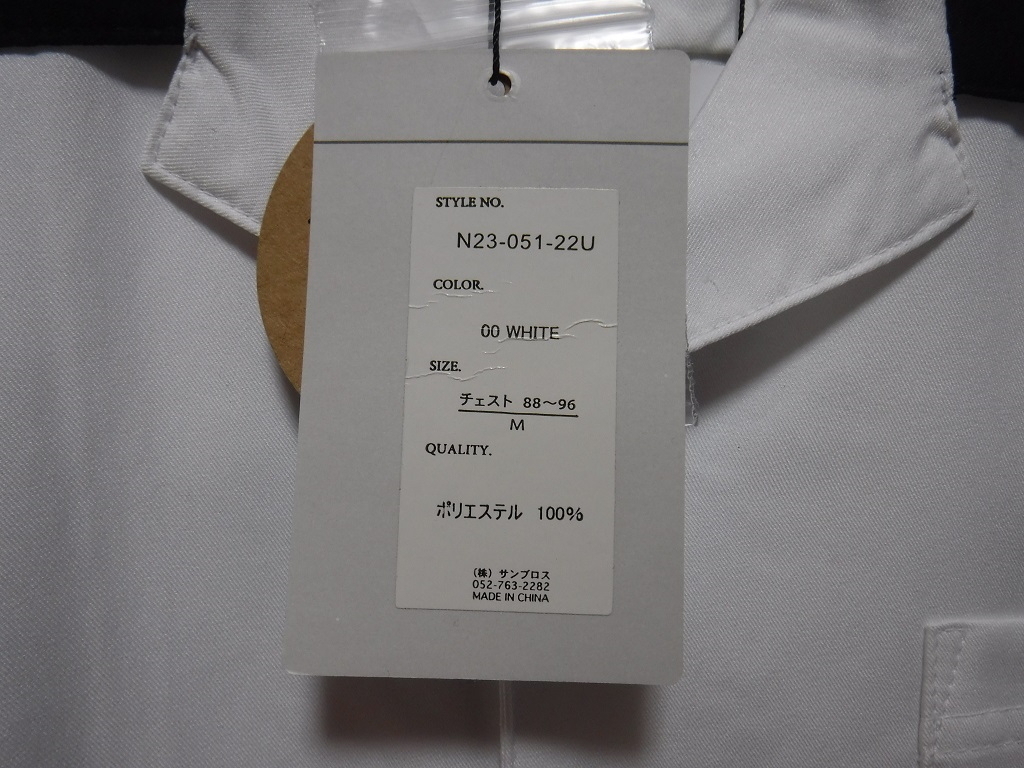 STYLE NO.
N23-051-22U
COLOR.
00 WHITE
SIZE.
チェスト 88～96
M
QUALITY.
ポリエステル 100%
(株) サンブロス
052-763-2282
MADE IN CHINA